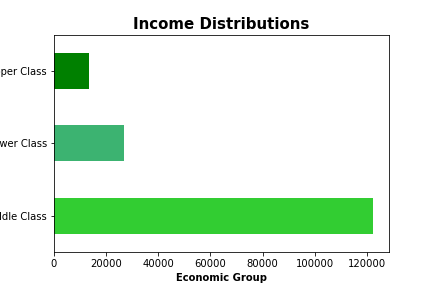 Income Distributions
per Class
wer Class
ddle Class
0 20000 40000 60000 80000 100000 120000
Economic Group